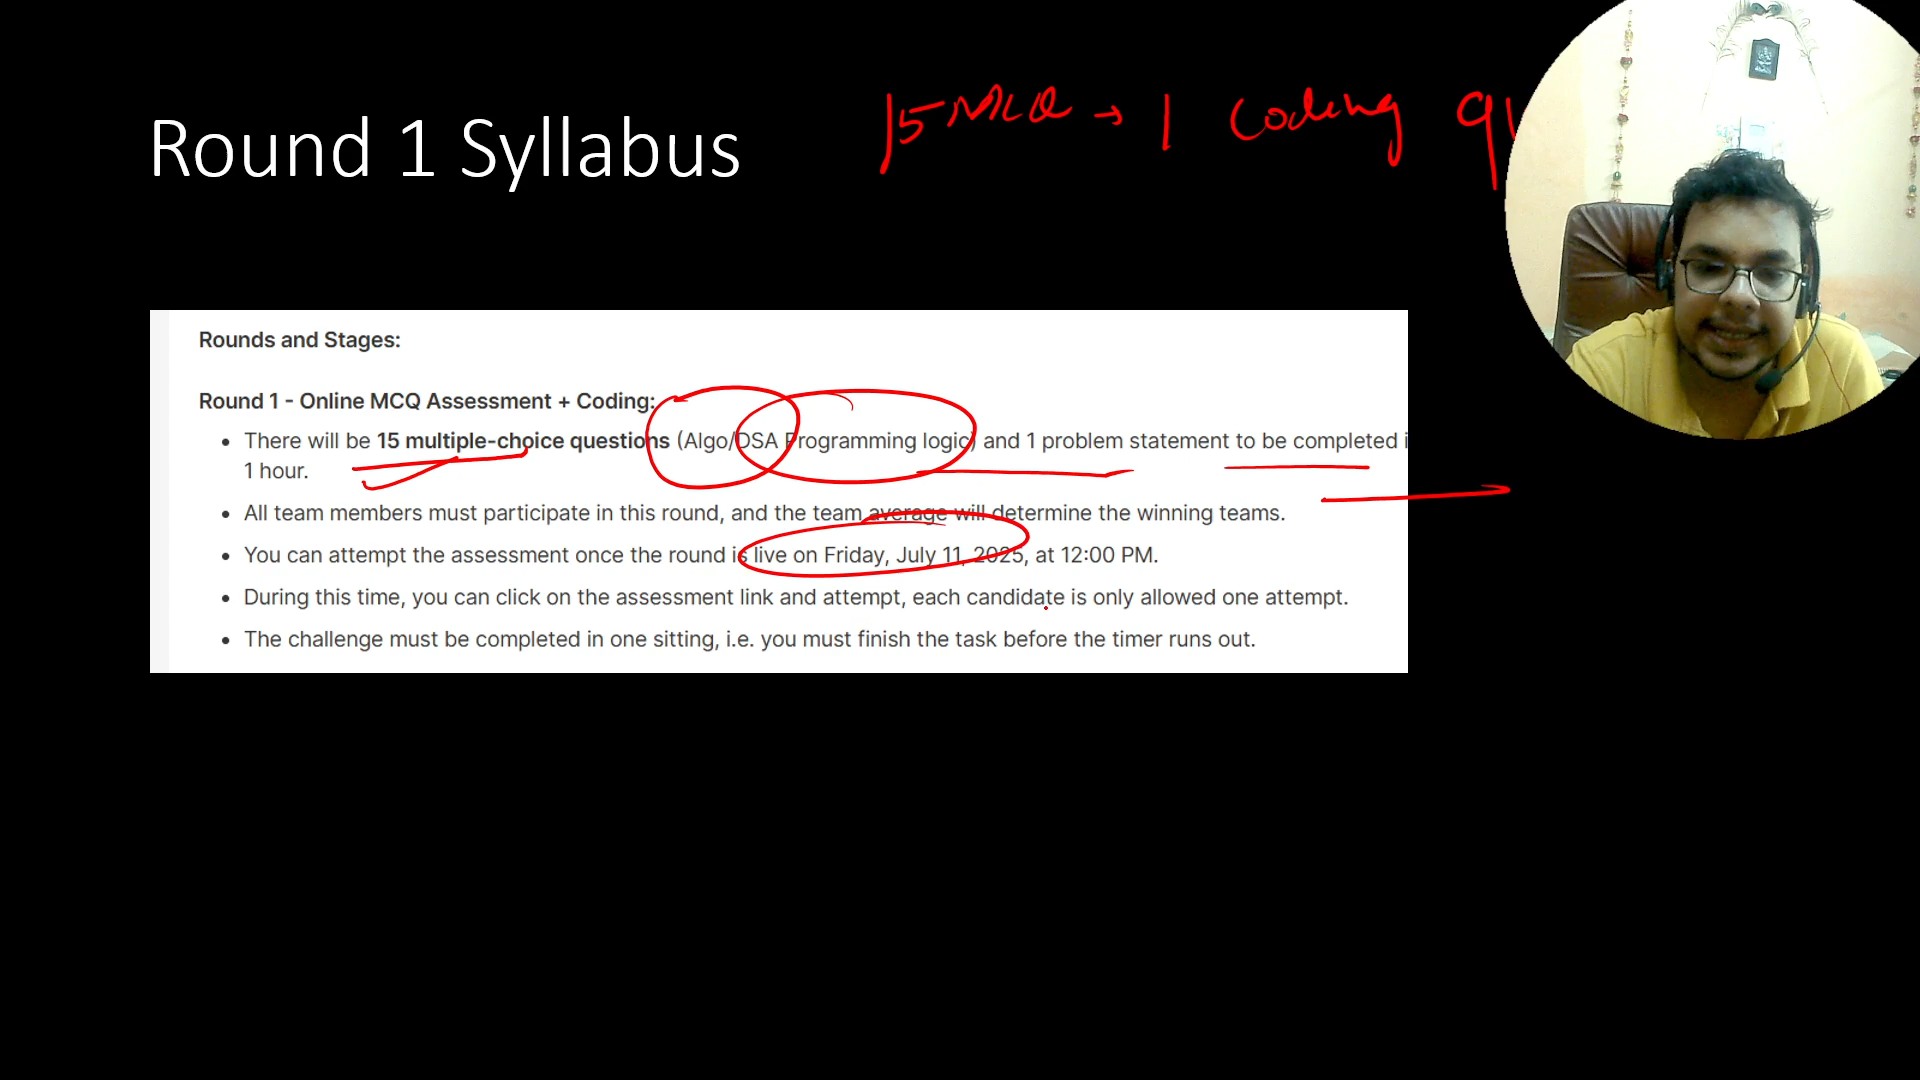 Round 1 Syllabus
15 MCQ → 1 Coding
Rounds and Stages:
Round 1 - Online MCQ Assessment + Coding:
• There will be 15 multiple-choice questions (Algo/DSA Programming logic) and 1 problem statement to be completed i
1 hour.
• All team members must participate in this round, and the team average will determine the winning teams.
• You can attempt the assessment once the round is live on Friday, July 11, 2025, at 12:00 PM.
• During this time, you can click on the assessment link and attempt, each candidate is only allowed one attempt.
• The challenge must be completed in one sitting, i.e. you must finish the task before the timer runs out.